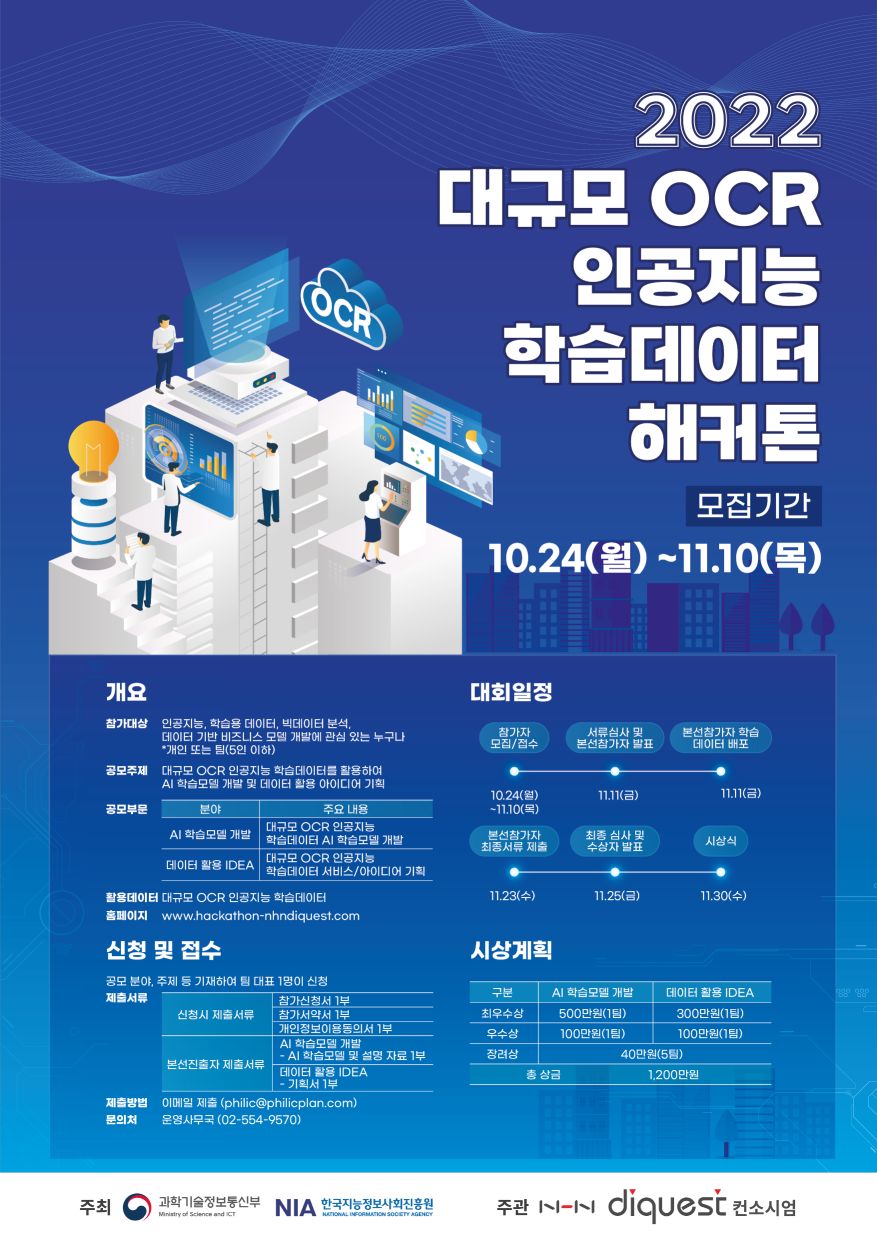 2022
대규모 OCR
인공지능
학습데이터
해커톤
모집기간
10.24(월) ~11.10(목)
OCR
개요
참가대상 인공지능, 학습용 데이터, 빅데이터 분석,
데이터 기반 비즈니스 모델 개발에 관심 있는 누구나
*개인 또는 팀(5인 이하)
공모주제 대규모 OCR 인공지능 학습데이터를 활용하여
AI 학습모델 개발 및 데이터 활용 아이디어 기획
공모부문 분야 주요 내용
AI 학습모델 개발 대규모 OCR 인공지능
학습데이터 AI 학습모델 개발
데이터 활용 IDEA 대규모 OCR 인공지능
학습데이터 서비스/아이디어 기획
활용데이터 대규모 OCR 인공지능 학습데이터
홈페이지 www.hackathon-nhndiquest.com
신청 및 접수
공모 분야, 주제 등 기재하여 팀 대표 1명이 신청
제출서류
신청시 제출서류
참가신청서 1부
참가서약서 1부
개인정보이용동의서 1부
본선진출자 제출서류
AI 학습모델 개발
- AI 학습모델 및 설명 자료 1부
데이터 활용 IDEA
- 기획서 1부
제출방법 이메일 제출 (philic@philicplan.com)
문의처 운영사무국 (02-554-9570)
대회일정
참가자
모집/접수
서류심사 및
본선참가자 발표
본선참가자 학습
데이터 배포
10.24(월)
~11.10(목)
11.11(금)
11.11(금)
본선참가자
최종서류 제출
최종 심사 및
수상자 발표
시상식
11.23(수)
11.25(금)
11.30(수)
시상계획
구분 AI 학습모델 개발 데이터 활용 IDEA
최우수상 500만원(1팀) 300만원(1팀)
우수상 100만원(1팀) 100만원(1팀)
장려상 40만원(5팀)
총 상금 1,200만원
주최 과학기술정보통신부
Ministry of Science and ICT
NIA 한국지능정보사회진흥원
NATIONAL INFORMATION SOCIETY AGENCY
주관 NHN diquest 컨소시엄